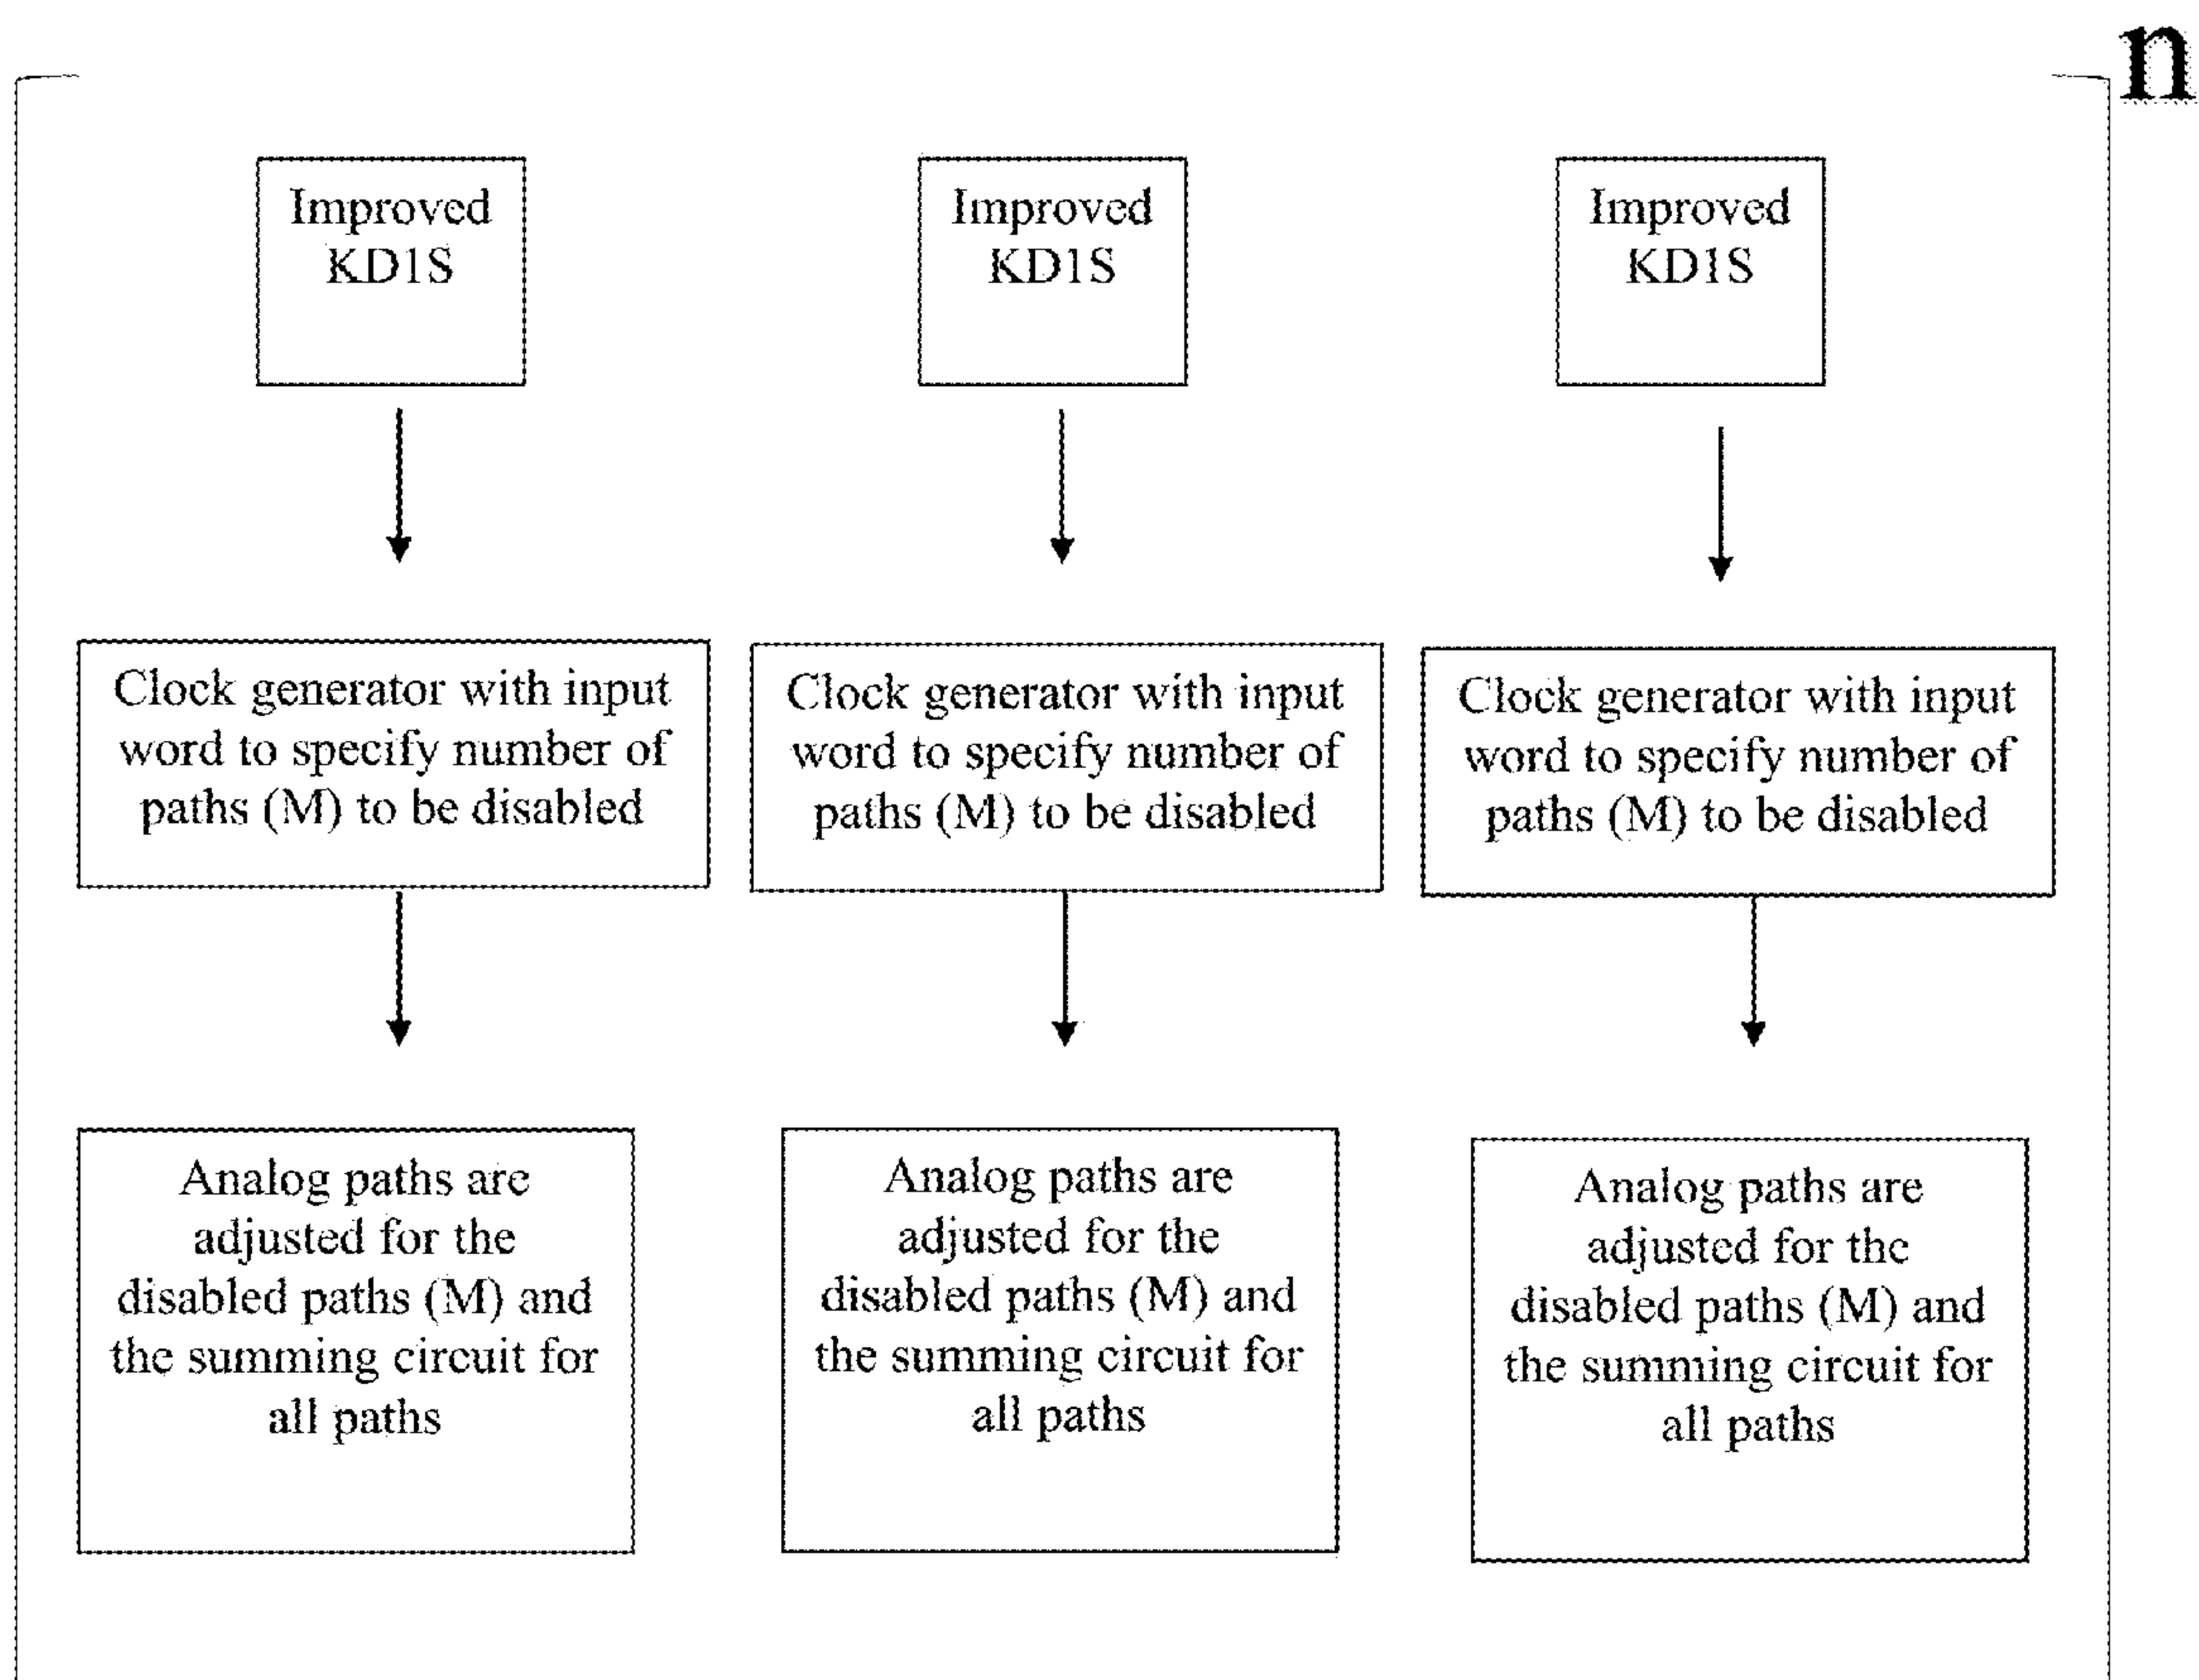 n
Improved
KD1S
Improved
KD1S
Improved
KD1S
Clock generator with input
word to specify number of
paths (M) to be disabled
Clock generator with input
word to specify number of
paths (M) to be disabled
Clock generator with input
word to specify number of
paths (M) to be disabled
Analog paths are
adjusted for the
disabled paths (M) and
the summing circuit for
all paths
Analog paths are
adjusted for the
disabled paths (M) and
the summing circuit for
all paths
Analog paths are
adjusted for the
disabled paths (M) and
the summing circuit for
all paths